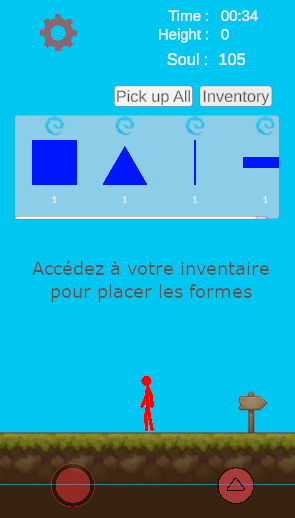 Time : 00:34
Height : 0
Soul : 105
Pick up All Inventory
1 1 1 1
Accédez à votre inventaire
pour placer les formes